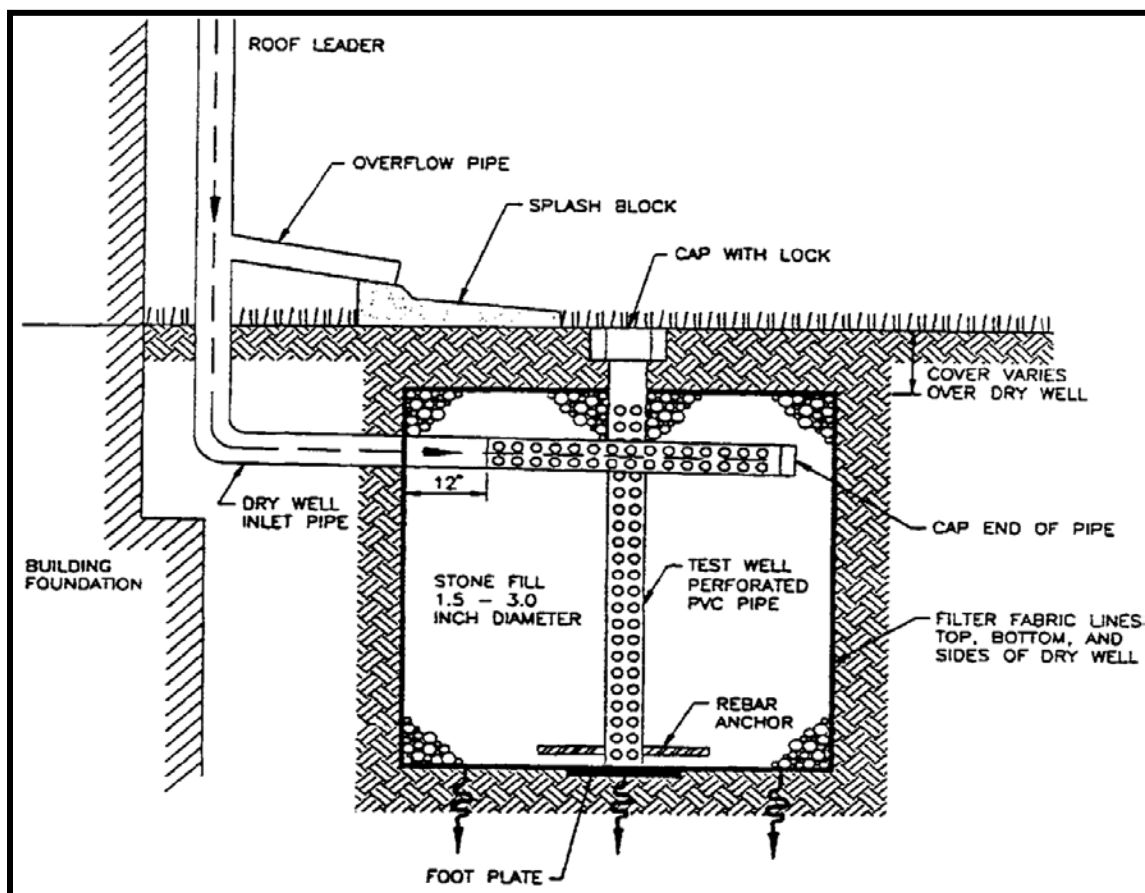 ROOF LEADER
OVERFLOW PIPE
SPLASH BLOCK
CAP WITH LOCK
COVER VARIES
OVER DRY WELL
12"
DRY WELL
INLET PIPE
CAP END OF PIPE
BUILDING
FOUNDATION
STONE FILL
1.5 – 3.0
INCH DIAMETER
TEST WELL
PERFORATED
PVC PIPE
FILTER FABRIC LINES
TOP, BOTTOM, AND
SIDES OF DRY WELL
REBAR
ANCHOR
FOOT PLATE